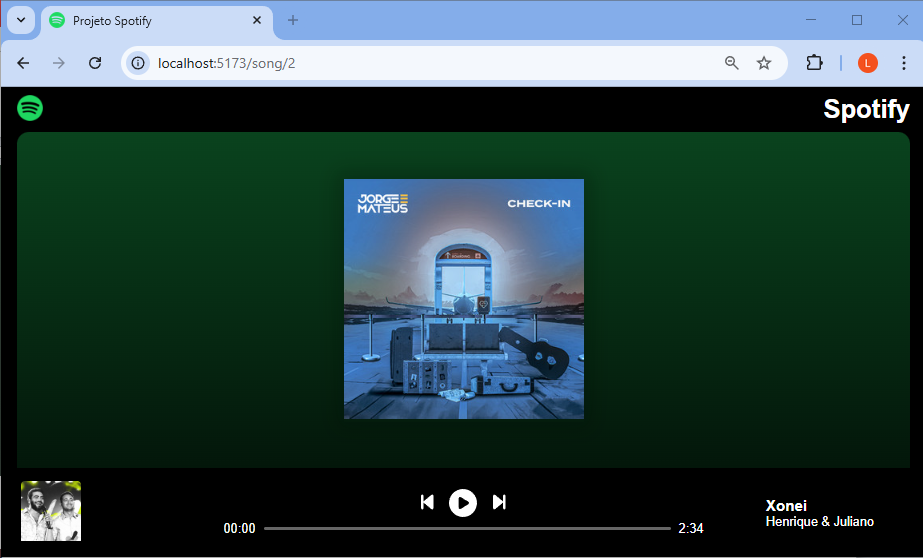 Projeto Spotify
localhost:5173/song/2
L
Spotify
JORGE E
MATEUS
CHECK-IN
00:00
2:34
Xonei
Henrique & Juliano